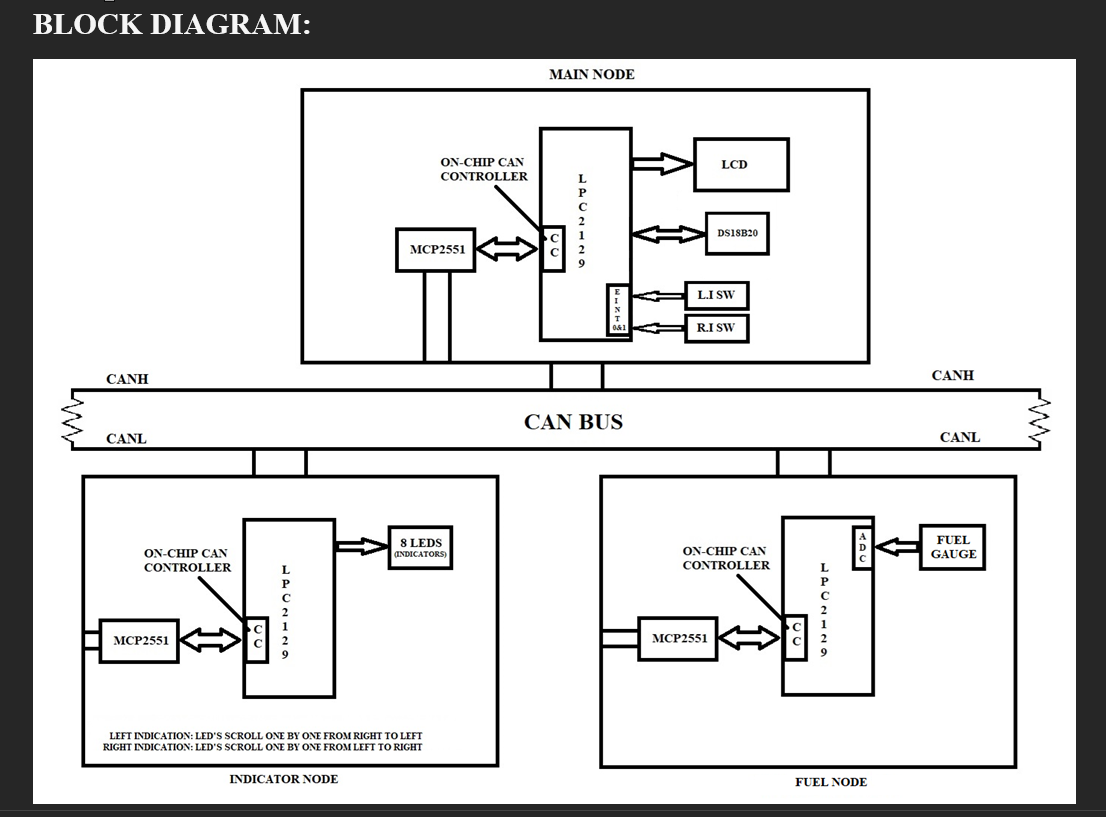 BLOCK DIAGRAM:
MAIN NODE
ON-CHIP CAN
CONTROLLER
LPC2129
LCD
MCP2551
CC
DS18B20
EINT
0&1
L.I SW
R.I SW
CANH
CANH
CAN BUS
CANL
CANL
ON-CHIP CAN
CONTROLLER
LPC2129
8 LEDS
(INDICATORS)
MCP2551
CC
LEFT INDICATION: LED'S SCROLL ONE BY ONE FROM RIGHT TO LEFT
RIGHT INDICATION: LED'S SCROLL ONE BY ONE FROM LEFT TO RIGHT
INDICATOR NODE
ON-CHIP CAN
CONTROLLER
LPC2129
ADC
FUEL
GAUGE
MCP2551
CC
FUEL NODE